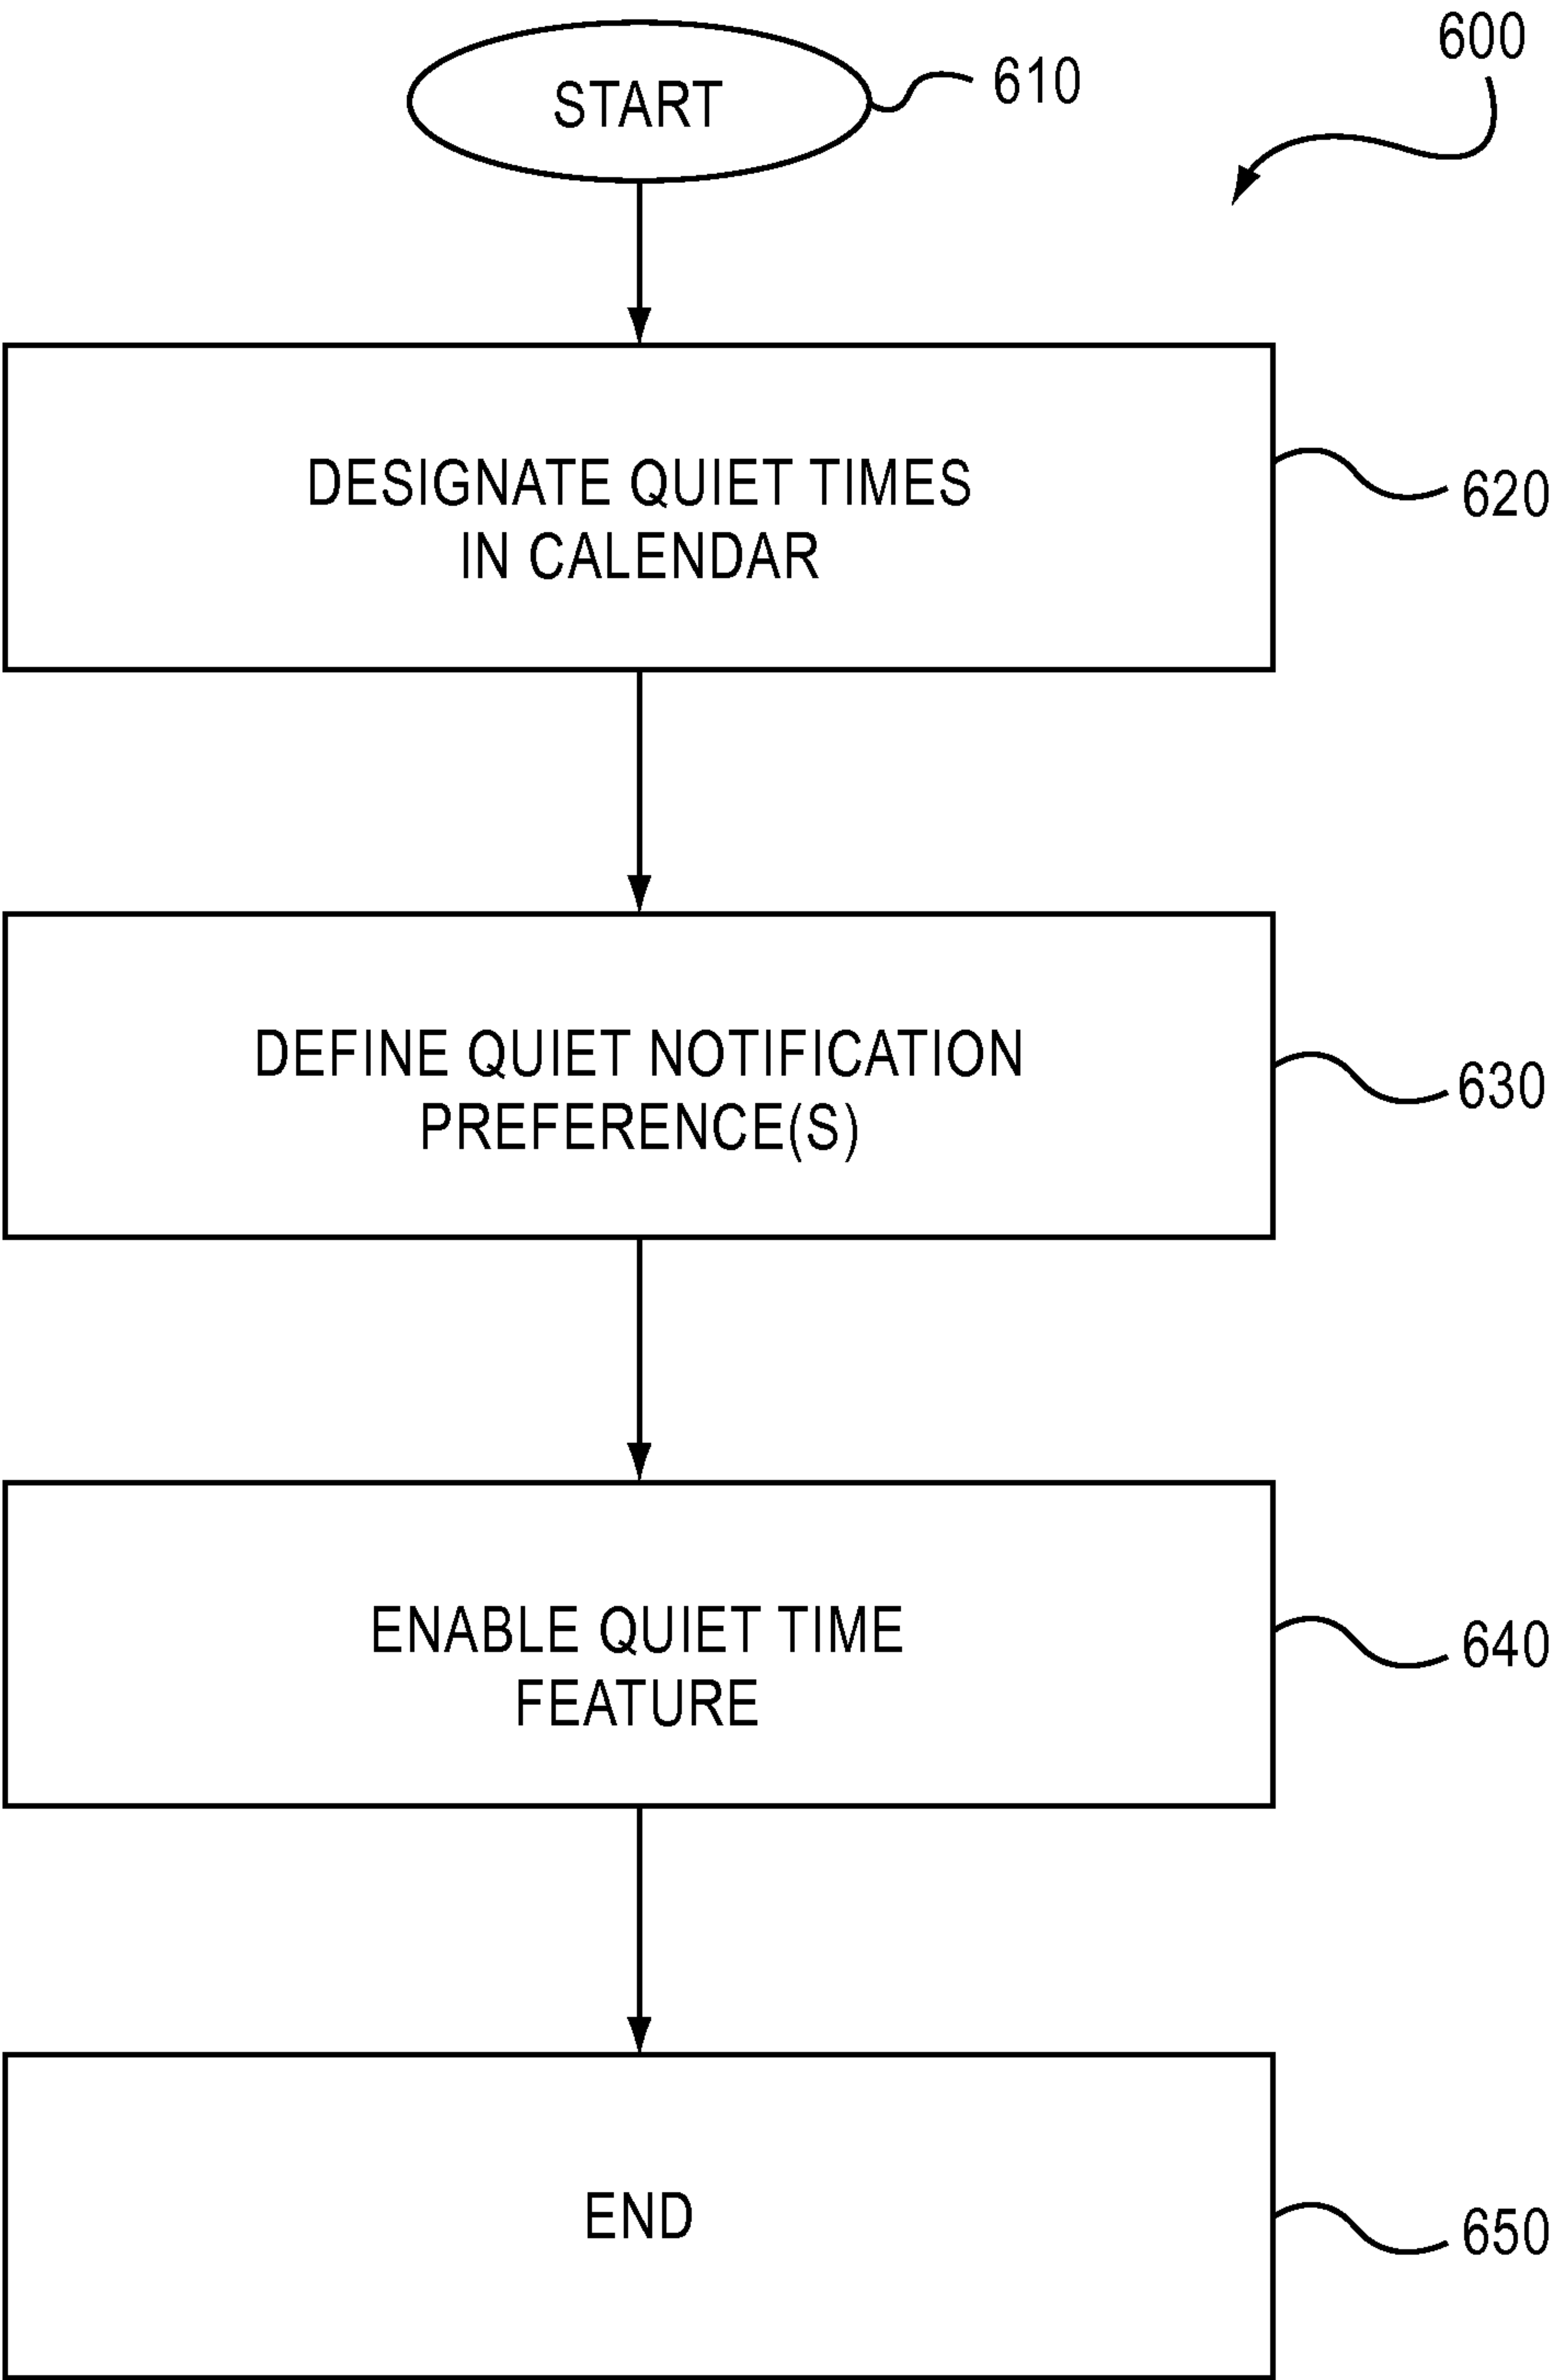 600
START
610
DESIGNATE QUIET TIMES
IN CALENDAR
620
DEFINE QUIET NOTIFICATION
PREFERENCE(S)
630
ENABLE QUIET TIME
FEATURE
640
END
650